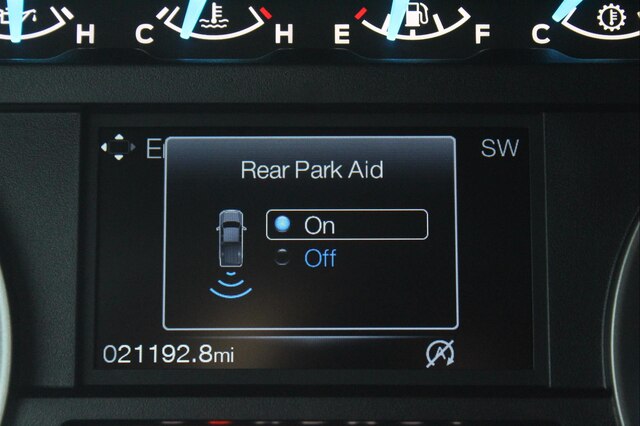 H C H E F C
E SW
Rear Park Aid
On
Off
021192.8mi